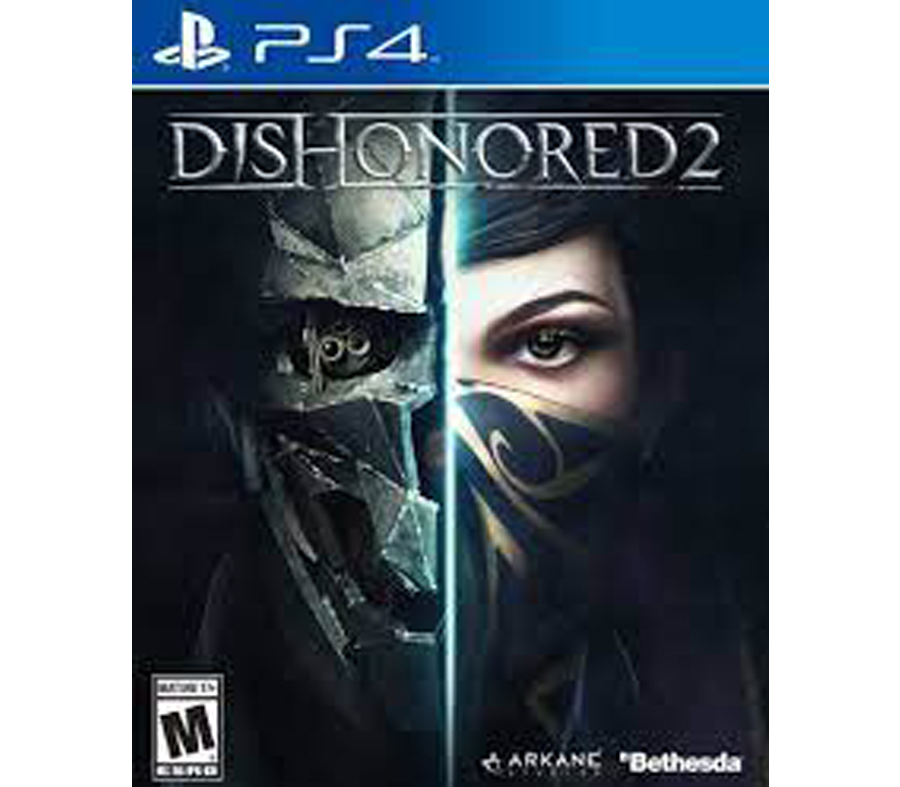 PS4
DISHONORED2
MATURE 17+
M
ESRB
ARKANE
Bethesda